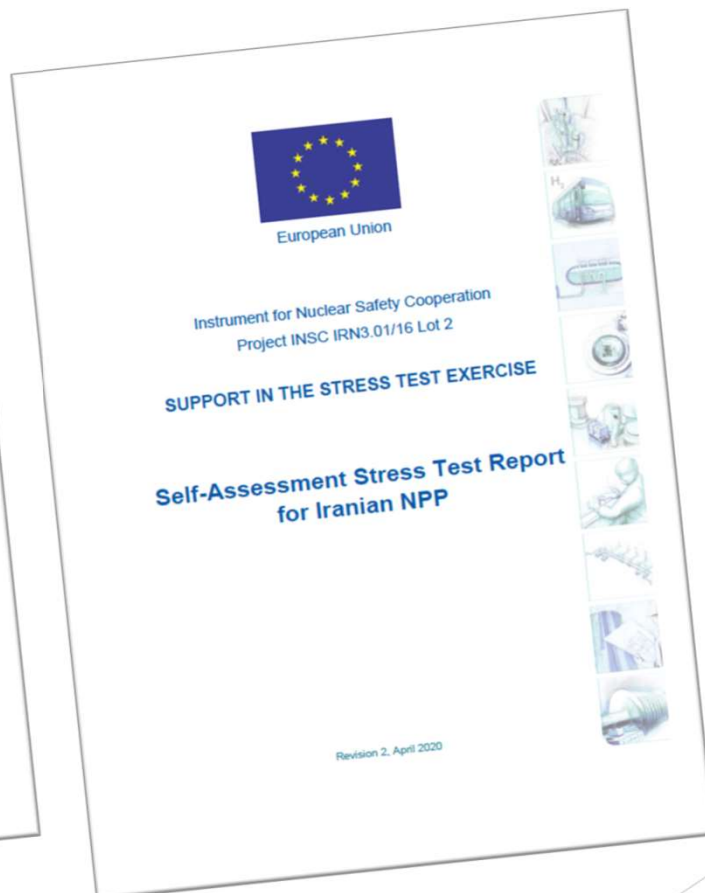 European Union
Instrument for Nuclear Safety Cooperation
Project INSC IRN3.01/16 Lot 2
SUPPORT IN THE STRESS TEST EXERCISE
Self-Assessment Stress Test Report
for Iranian NPP
H₂
Revision 2, April 2020